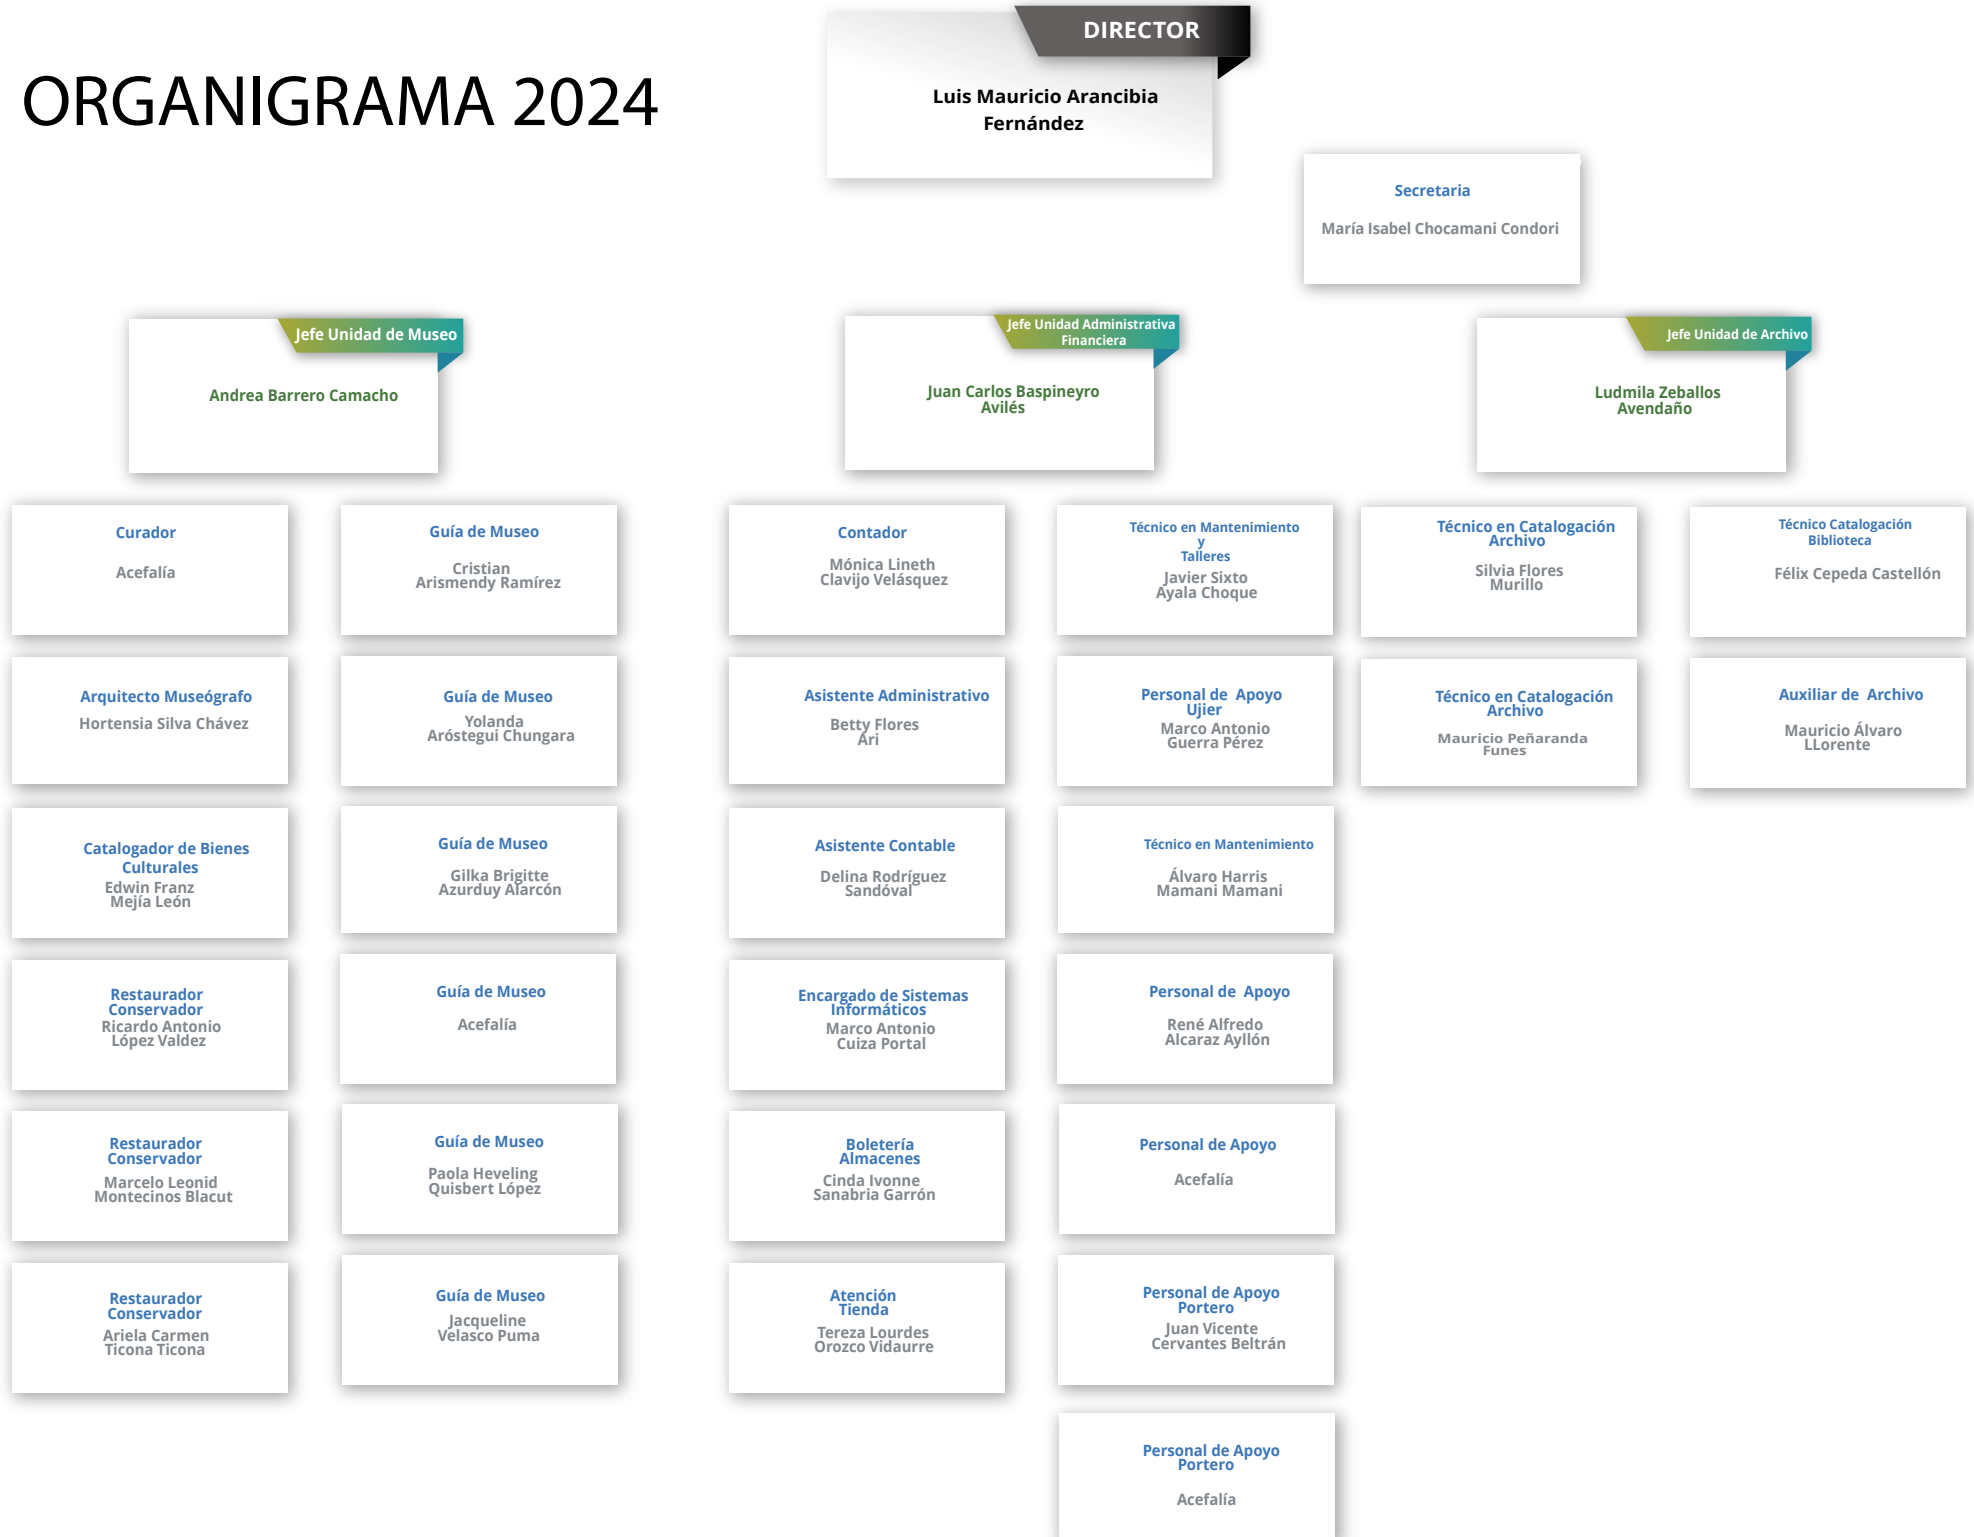 ORGANIGRAMA 2024
DIRECTOR
Luis Mauricio Arancibia
Fernández
Secretaria
María Isabel Chocamani Condori
Jefe Unidad de Museo
Andrea Barrero Camacho
Jefe Unidad Administrativa
Financiera
Juan Carlos Baspineyro
Avilés
Jefe Unidad de Archivo
Ludmila Zeballos
Avendaño
Curador
Acefalía
Guía de Museo
Cristian
Arismendy Ramírez
Contador
Mónica Lineth
Clavijo Velásquez
Técnico en Mantenimiento
y
Talleres
Javier Sixto
Ayala Choque
Técnico en Catalogación
Archivo
Silvia Flores
Murillo
Técnico Catalogación
Biblioteca
Félix Cepeda Castellón
Arquitecto Museógrafo
Hortensia Silva Chávez
Guía de Museo
Yolanda
Aróstegui Chungara
Asistente Administrativo
Betty Flores
Ari
Personal de  Apoyo
Ujier
Marco Antonio
Guerra Pérez
Técnico en Catalogación
Archivo
Mauricio Peñaranda
Funes
Auxiliar de  Archivo
Mauricio Álvaro
LLorente
Catalogador de Bienes
Culturales
Edwin Franz
Mejía León
Guía de Museo
Gilka Brigitte
Azurduy Alarcón
Asistente Contable
Delina Rodríguez
Sandóval
Técnico en Mantenimiento
Álvaro Harris
Mamani Mamani
Restaurador
Conservador
Ricardo Antonio
López Valdez
Guía de Museo
Acefalía
Encargado de Sistemas
Informáticos
Marco Antonio
Cuiza Portal
Personal de  Apoyo
René Alfredo
Alcaraz Ayllón
Restaurador
Conservador
Marcelo Leonid
Montecinos Blacut
Guía de Museo
Paola Heveling
Quisbert López
Boletería
Almacenes
Cinda Ivonne
Sanabria Garrón
Personal de Apoyo
Acefalía
Restaurador
Conservador
Ariela Carmen
Ticona Ticona
Guía de Museo
Jacqueline
Velasco Puma
Atención
Tienda
Tereza Lourdes
Orozco Vidaurre
Personal de Apoyo
Portero
Juan Vicente
Cervantes Beltrán
Personal de Apoyo
Portero
Acefalía